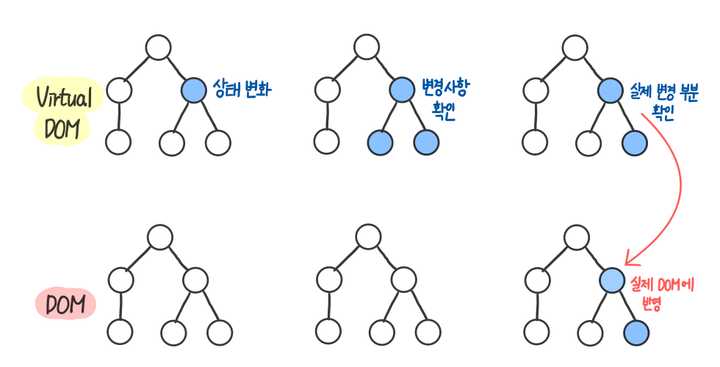 Virtual
DOM
상태 변화
변경사항
확인
실제 변경 부분
확인
DOM
실제 DOM에
반영